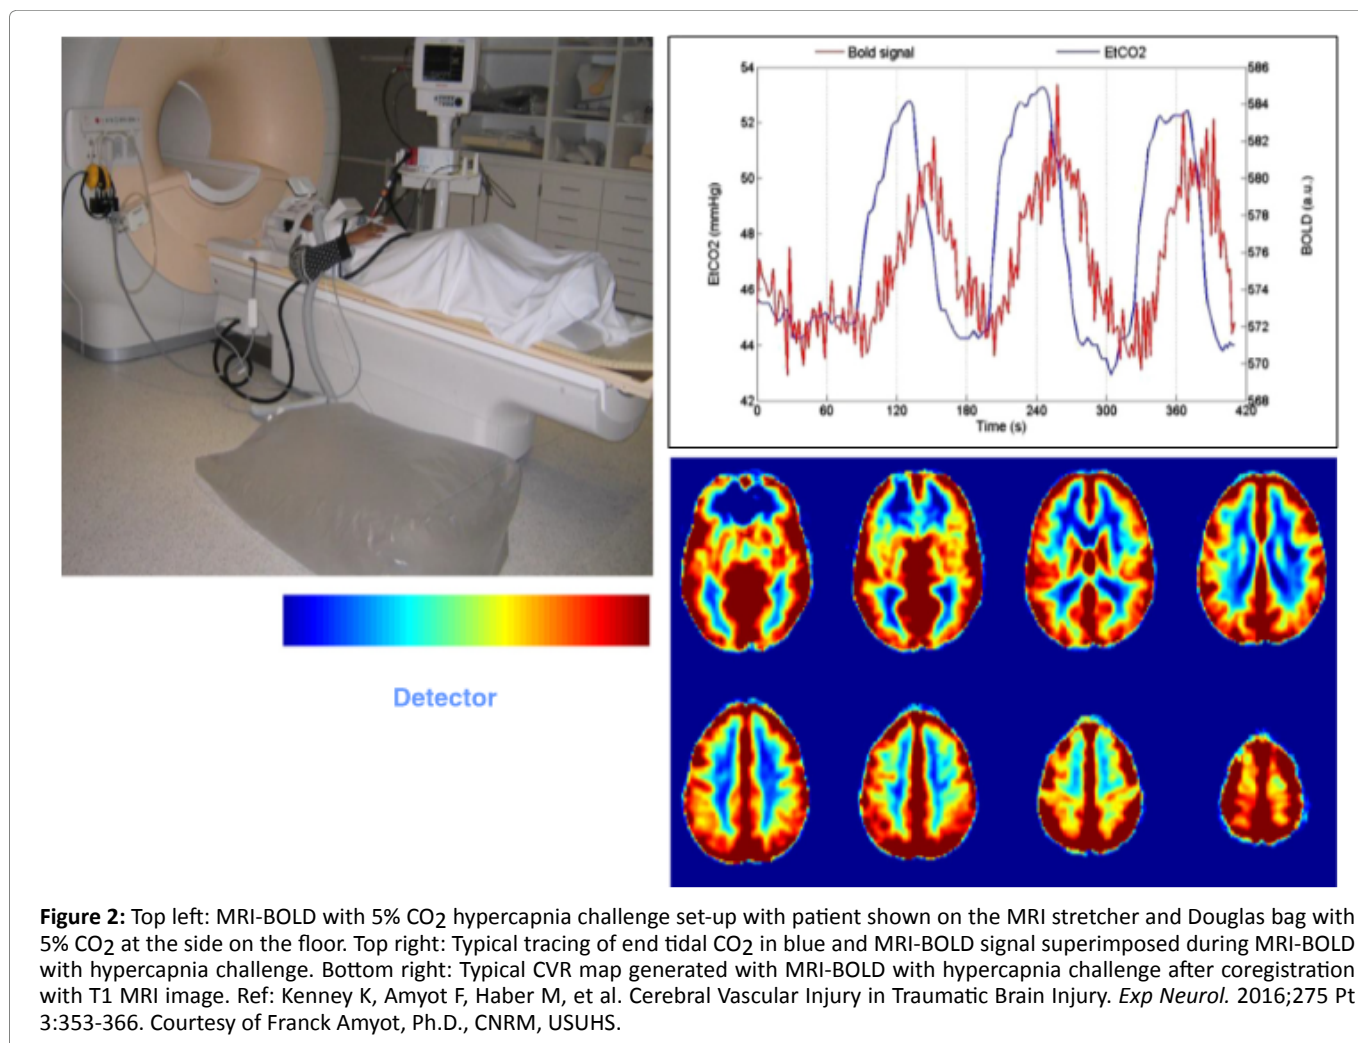 Bold signal EtCO2
54 586
52 584
582
50 580
578
48 576
46 574
572
44 570
42 568
0 60 120 180 240 300 360 420
EtCO2 (mmHg)
BOLD (a.u.)
Time (s)
Detector
Figure 2: Top left: MRI-BOLD with 5% CO2 hypercapnia challenge set-up with patient shown on the MRI stretcher and Douglas bag with
5% CO2 at the side on the floor. Top right: Typical tracing of end tidal CO2 in blue and MRI-BOLD signal superimposed during MRI-BOLD
with hypercapnia challenge. Bottom right: Typical CVR map generated with MRI-BOLD with hypercapnia challenge after coregistration
with T1 MRI image. Ref: Kenney K, Amyot F, Haber M, et al. Cerebral Vascular Injury in Traumatic Brain Injury. Exp Neurol. 2016;275 Pt
3:353-366. Courtesy of Franck Amyot, Ph.D., CNRM, USUHS.